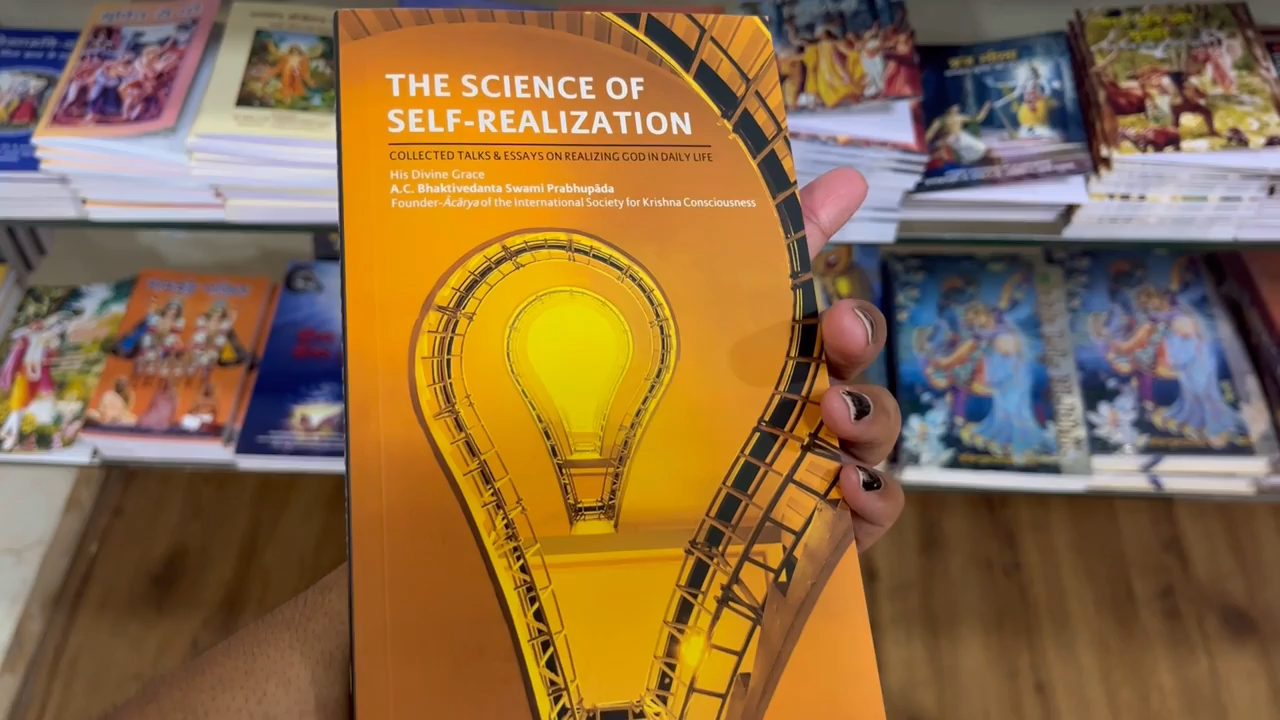 THE SCIENCE OF
SELF-REALIZATION
COLLECTED TALKS & ESSAYS ON REALIZING GOD IN DAILY LIFE
His Divine Grace
A.C. Bhaktivedanta Swami Prabhupāda
Founder-Ācārya of the International Society for Krishna Consciousness